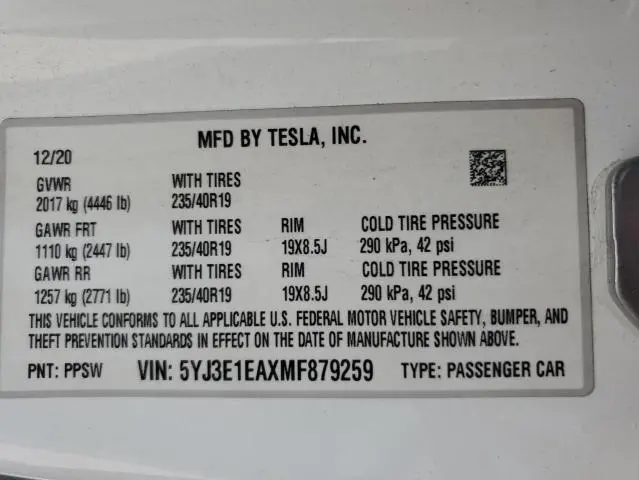 MFD BY TESLA, INC.
12/20
GVWR WITH TIRES
2017 kg (4446 lb) 235/40R19
GAWR FRT WITH TIRES RIM COLD TIRE PRESSURE
1110 kg (2447 lb) 235/40R19 19X8.5J 290 kPa, 42 psi
GAWR RR WITH TIRES RIM COLD TIRE PRESSURE
1257 kg (2771 lb) 235/40R19 19X8.5J 290 kPa, 42 psi
THIS VEHICLE CONFORMS TO ALL APPLICABLE U.S. FEDERAL MOTOR VEHICLE SAFETY, BUMPER, AND
THEFT PREVENTION STANDARDS IN EFFECT ON THE DATE OF MANUFACTURE SHOWN ABOVE.
PNT: PPSW VIN: 5YJ3E1EAXMF879259 TYPE: PASSENGER CAR